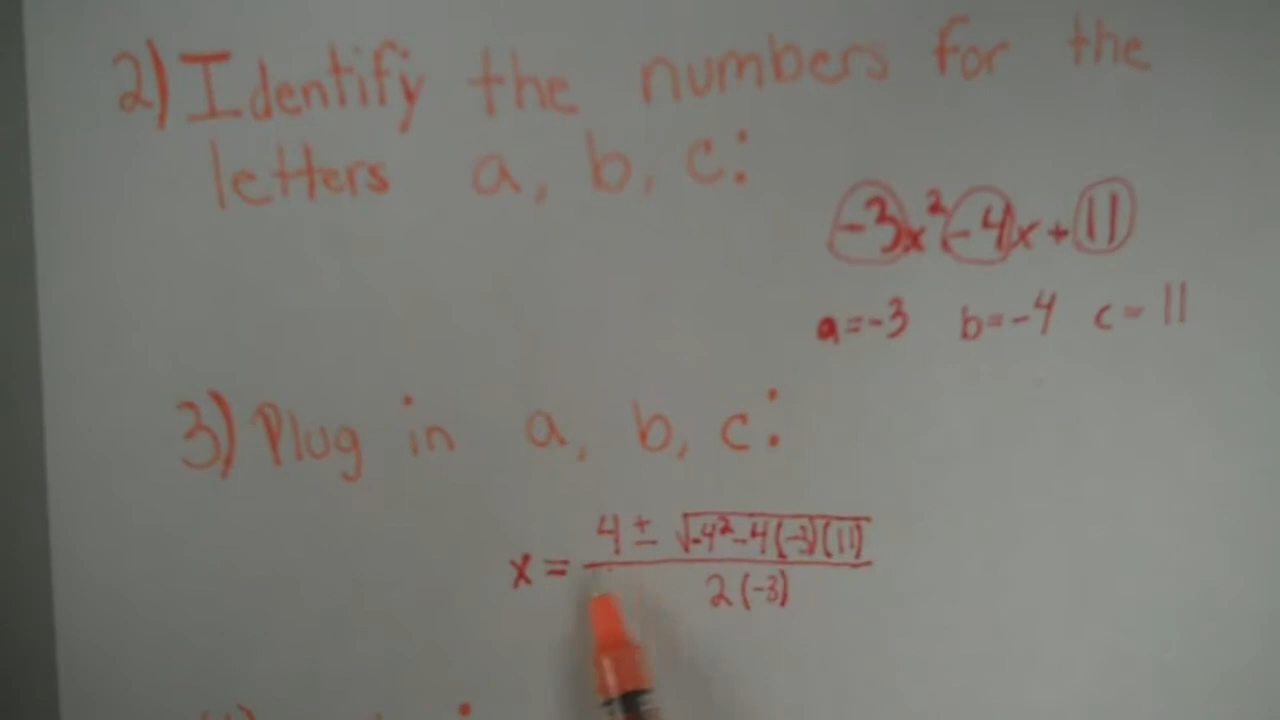 2) Identify the numbers for the
letters a, b, c:
-3x²-4x+11
a=-3 b=-4 c=11
3) Plug in a, b, c:
x = 4 ± √-4²-4(-3)(11)
2(-3)